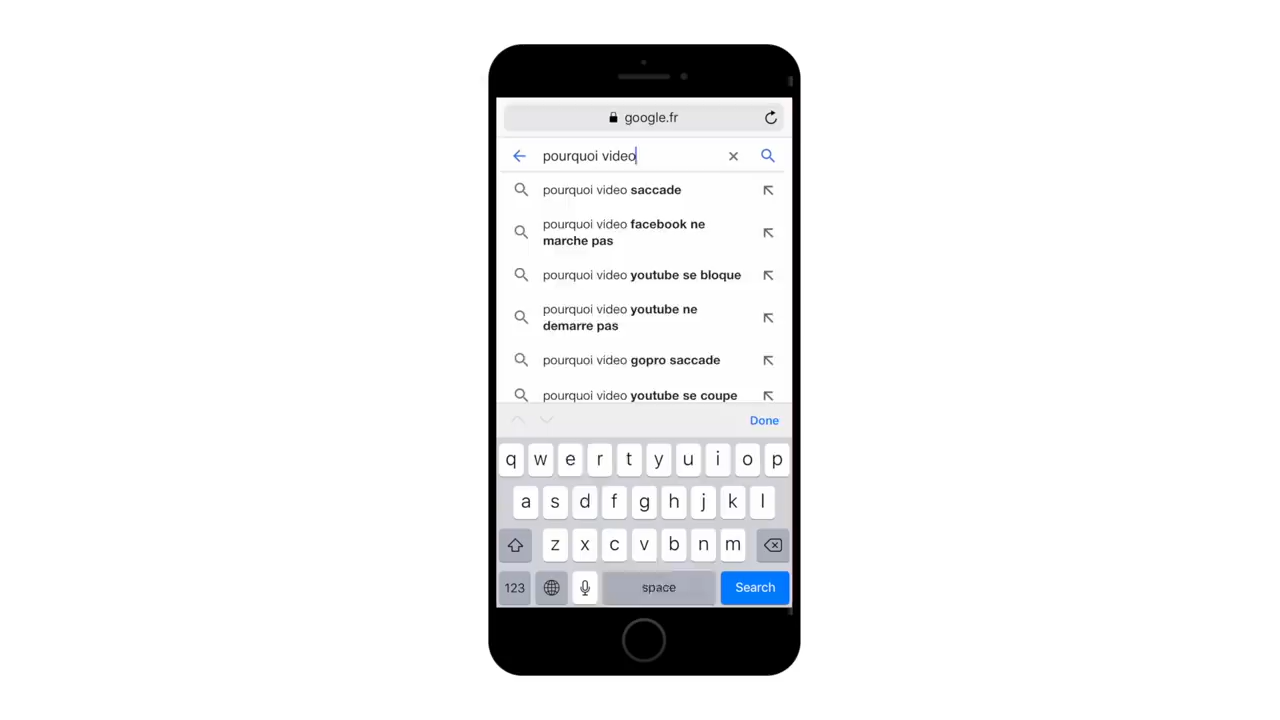 google.fr
pourquoi video
pourquoi video saccade
pourquoi video facebook ne
marche pas
pourquoi video youtube se bloque
pourquoi video youtube ne
demarre pas
pourquoi video gopro saccade
pourquoi video youtube se coupe
Done
q w e r t y u i o p
a s d f g h j k l
z x c v b n m
123 space Search